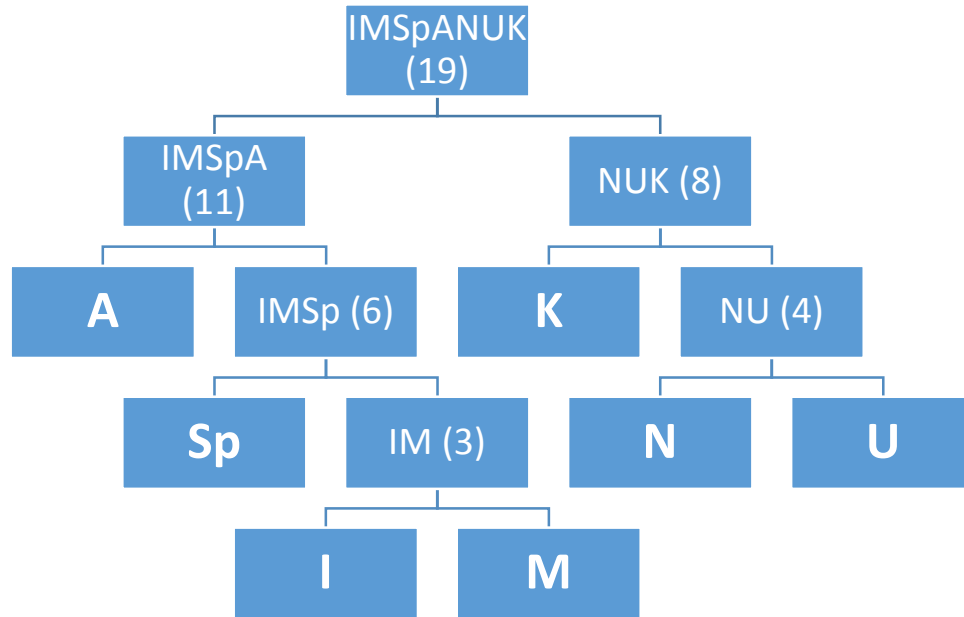 IMSpANUK
(19)
IMSpA
(11)
NUK (8)
A
IMSp (6)
K
NU (4)
Sp
IM (3)
N
U
I
M